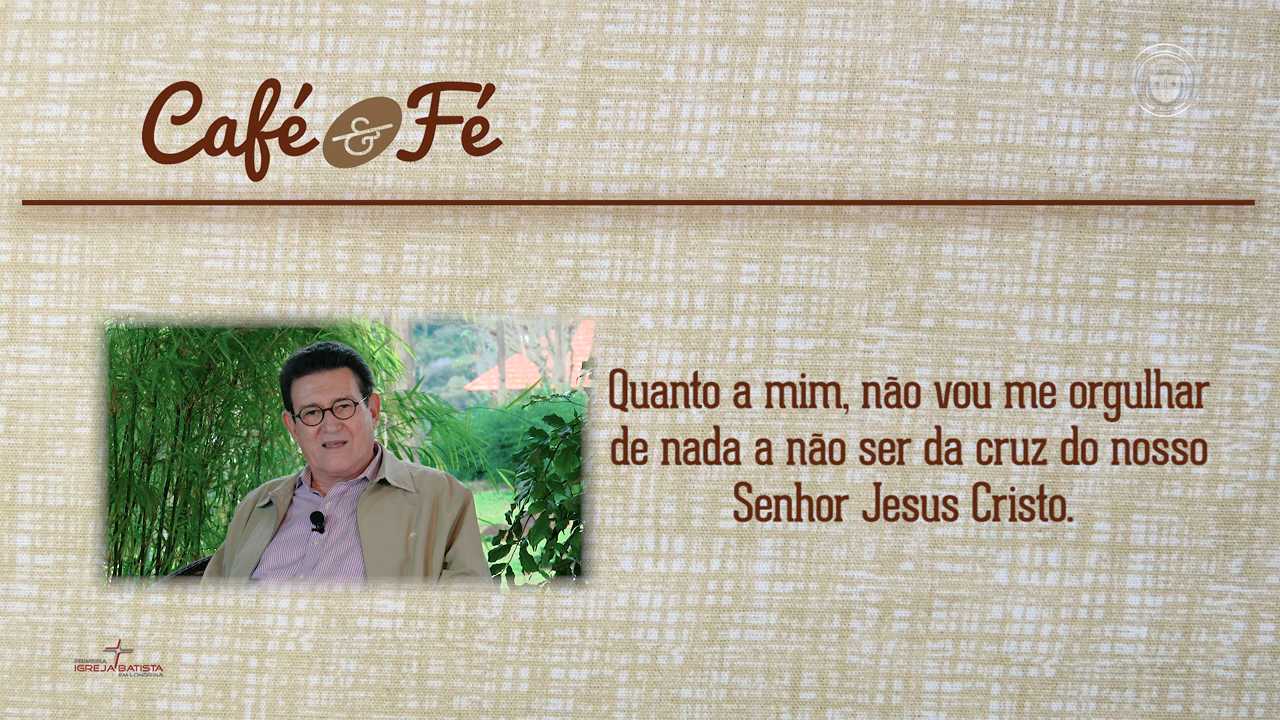 Café & Fé
Quanto a mim, não vou me orgulhar
de nada a não ser da cruz do nosso
Senhor Jesus Cristo.
PRIMEIRA
IGREJA BATISTA
EM LONDRINA